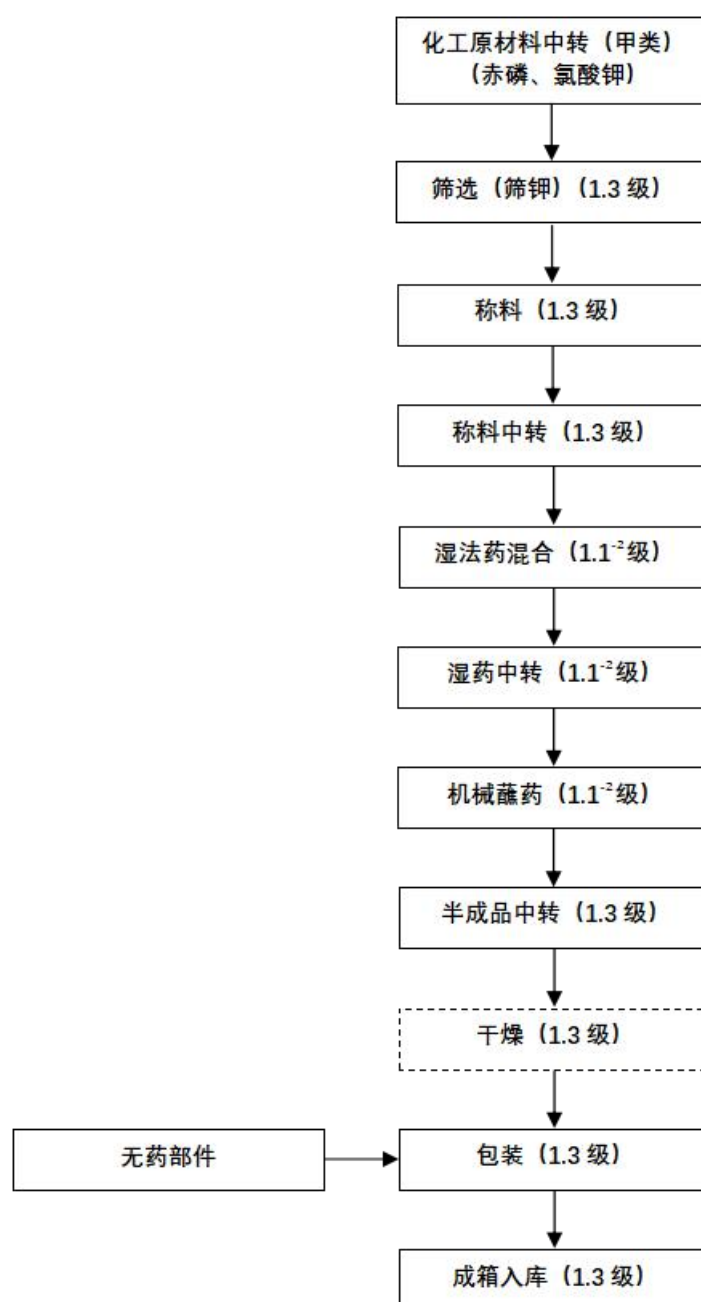 化工原材料中转（甲类）
（赤磷、氯酸钾）
筛选（筛钾）（1.3 级）
称料（1.3 级）
称料中转（1.3 级）
湿法药混合（1.1⁻²级）
湿药中转（1.1⁻²级）
机械蘸药（1.1⁻²级）
半成品中转（1.3 级）
干燥（1.3 级）
无药部件
包装（1.3 级）
成箱入库（1.3 级）